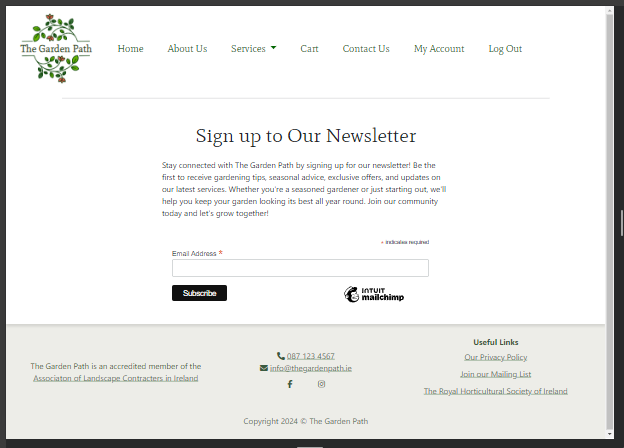 The Garden Path
Home
About Us
Services
Cart
Contact Us
My Account
Log Out
Sign up to Our Newsletter
Stay connected with The Garden Path by signing up for our newsletter! Be the
first to receive gardening tips, seasonal advice, exclusive offers, and updates on
our latest services. Whether you're a seasoned gardener or just starting out, we'll
help you keep your garden looking its best all year round. Join our community
today and let's grow together!
* indicates required
Email Address *
Subscribe
INTUIT
mailchimp
The Garden Path is an accredited member of the
Associaton of Landscape Contracters in Ireland
087 123 4567
info@thegardenpath.ie
Useful Links
Our Privacy Policy
Join our Mailing List
The Royal Horticultural Society of Ireland
Copyright 2024 © The Garden Path